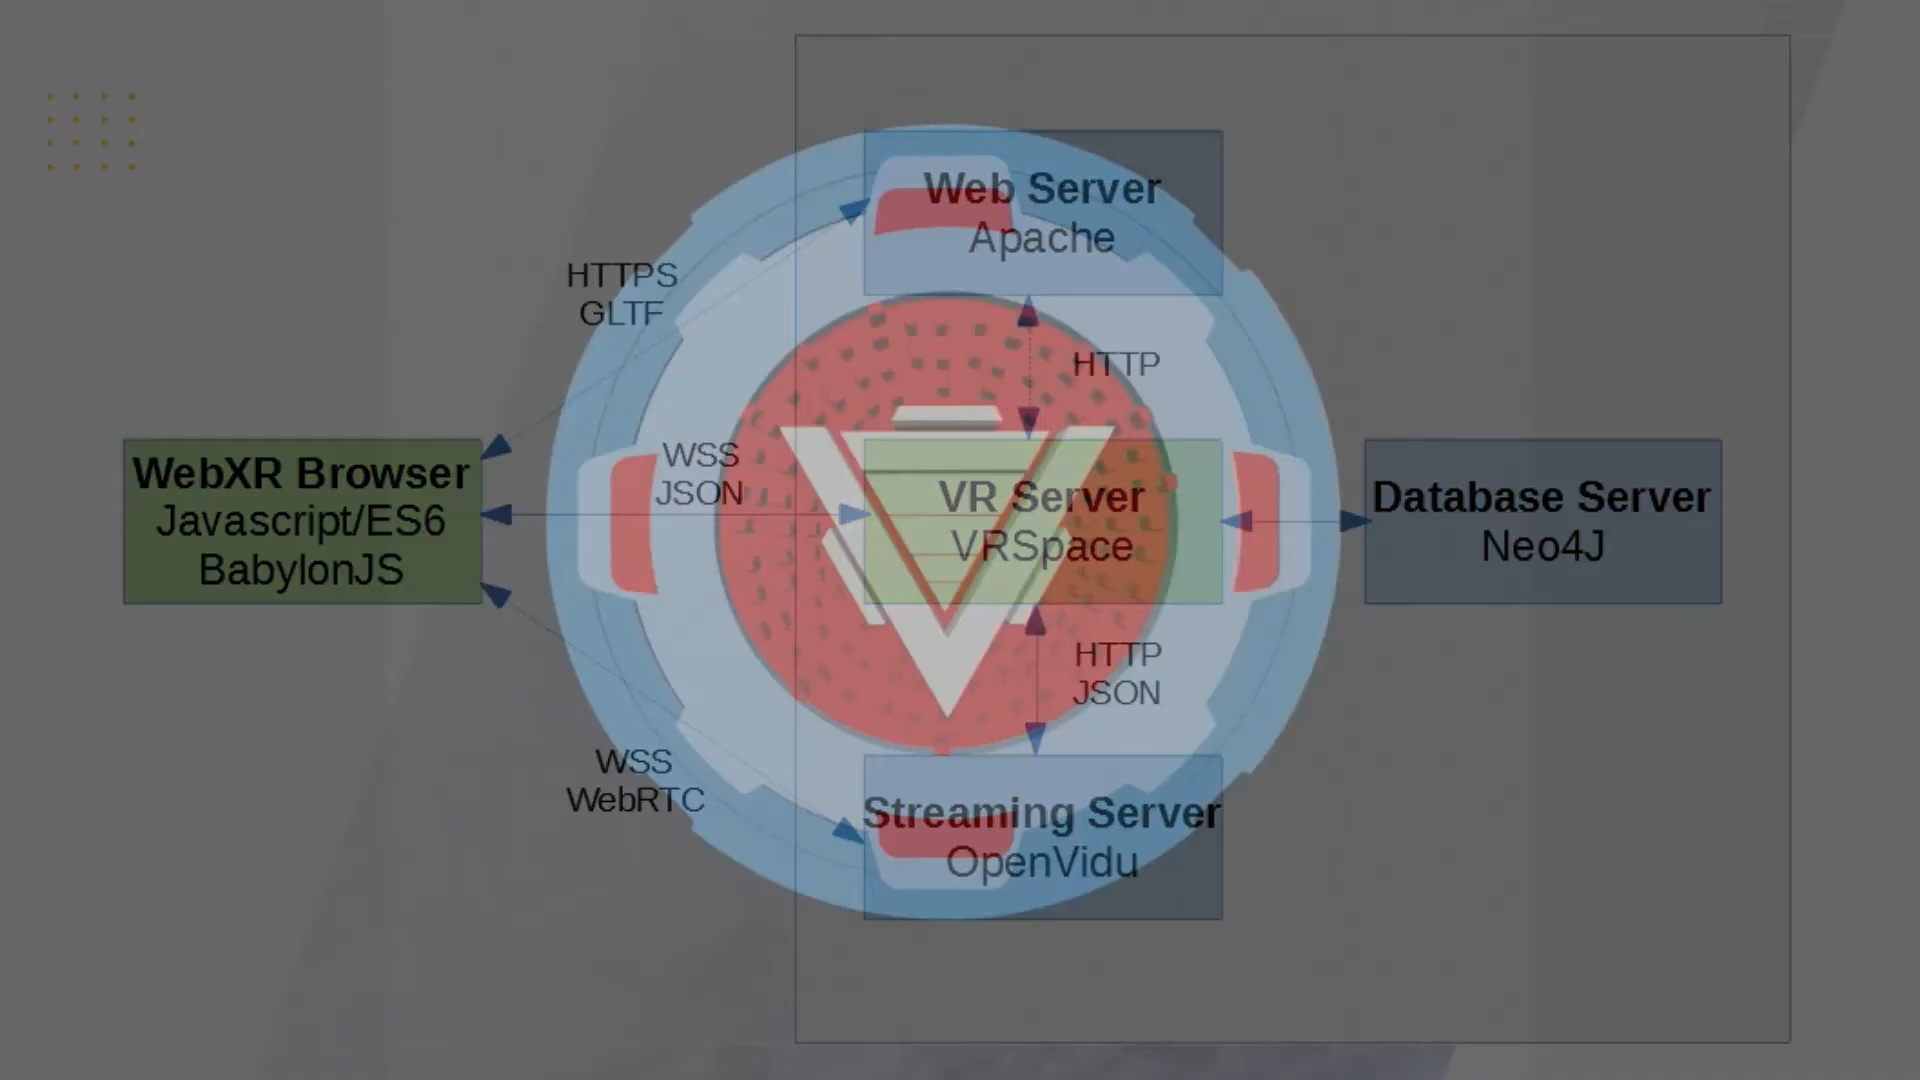 Web Server
Apache
HTTPS
GLTF
HTTP
WebXR Browser
Javascript/ES6
BabylonJS
WSS
JSON
VR Server
VRSpace
Database Server
Neo4J
HTTP
JSON
WSS
WebRTC
Streaming Server
OpenVidu